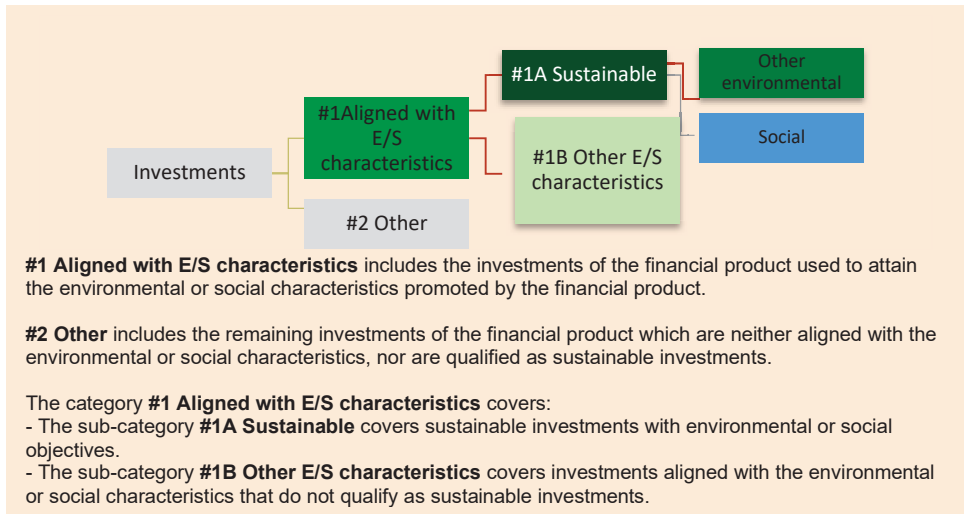 Investments
#1Aligned with
E/S
characteristics
#2 Other
#1A Sustainable
#1B Other E/S
characteristics
Other
environmental
Social
#1 Aligned with E/S characteristics includes the investments of the financial product used to attain
the environmental or social characteristics promoted by the financial product.
#2 Other includes the remaining investments of the financial product which are neither aligned with the
environmental or social characteristics, nor are qualified as sustainable investments.
The category #1 Aligned with E/S characteristics covers:
- The sub-category #1A Sustainable covers sustainable investments with environmental or social
objectives.
- The sub-category #1B Other E/S characteristics covers investments aligned with the environmental
or social characteristics that do not qualify as sustainable investments.